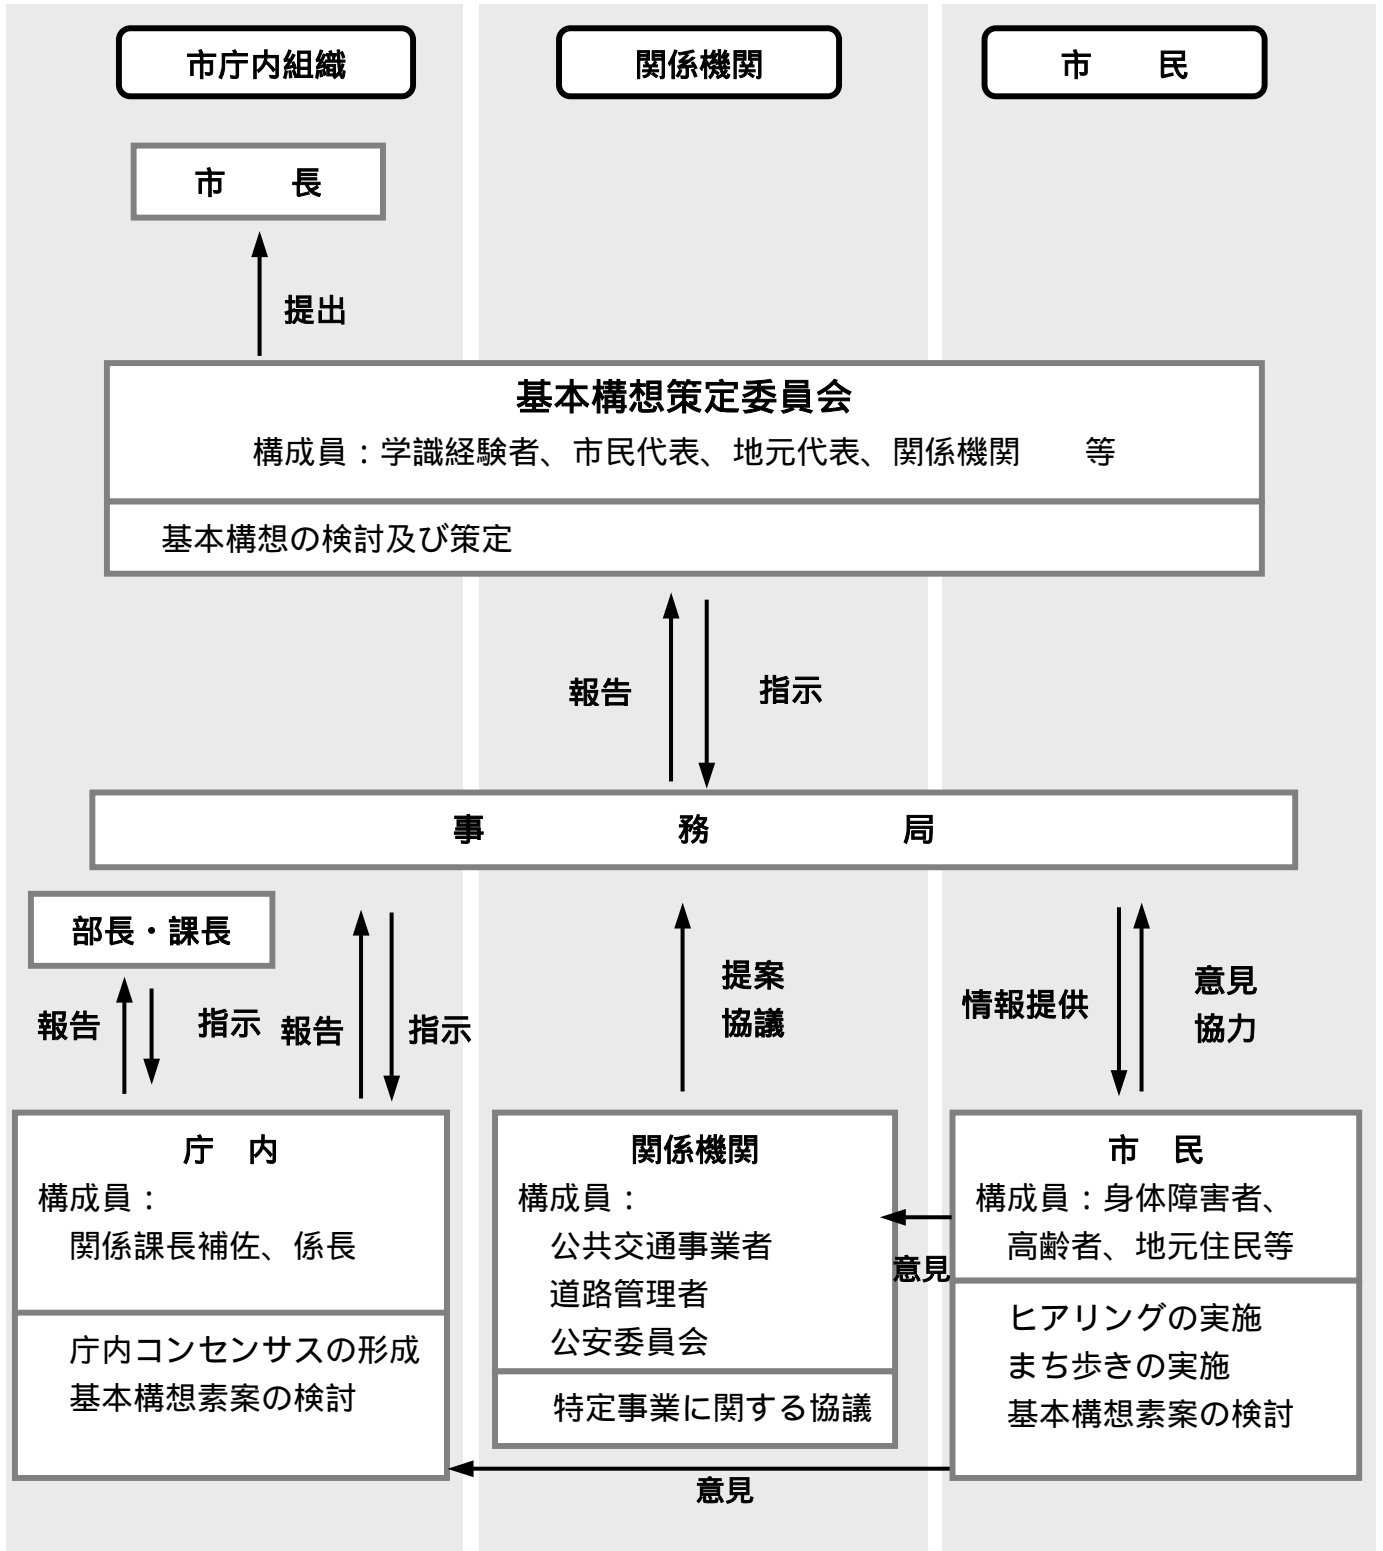 市庁内組織
関係機関
市　　民
市　　長
提出
基本構想策定委員会
構成員：学識経験者、市民代表、地元代表、関係機関　　等
基本構想の検討及び策定
報告
指示
事　　務　　局
部長・課長
報告
指示
報告
指示
提案
協議
情報提供
意見
協力
庁　内
構成員：
関係課長補佐、係長
庁内コンセンサスの形成
基本構想素案の検討
関係機関
構成員：
公共交通事業者
道路管理者
公安委員会
特定事業に関する協議
意見
市　民
構成員：身体障害者、
高齢者、地元住民等
ヒアリングの実施
まち歩きの実施
基本構想素案の検討
意見